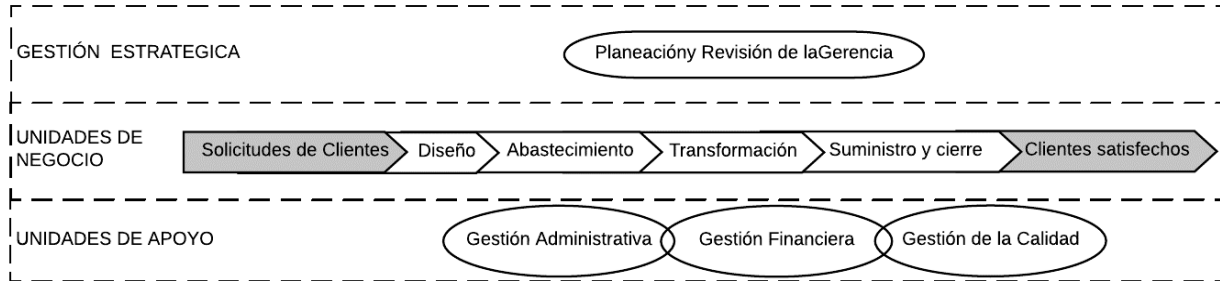 GESTIÓN ESTRATEGICA
Planeacióny Revisión de laGerencia
UNIDADES DE
NEGOCIO
Solicitudes de Clientes
Diseño
Abastecimiento
Transformación
Suministro y cierre
Clientes satisfechos
UNIDADES DE APOYO
Gestión Administrativa
Gestión Financiera
Gestión de la Calidad